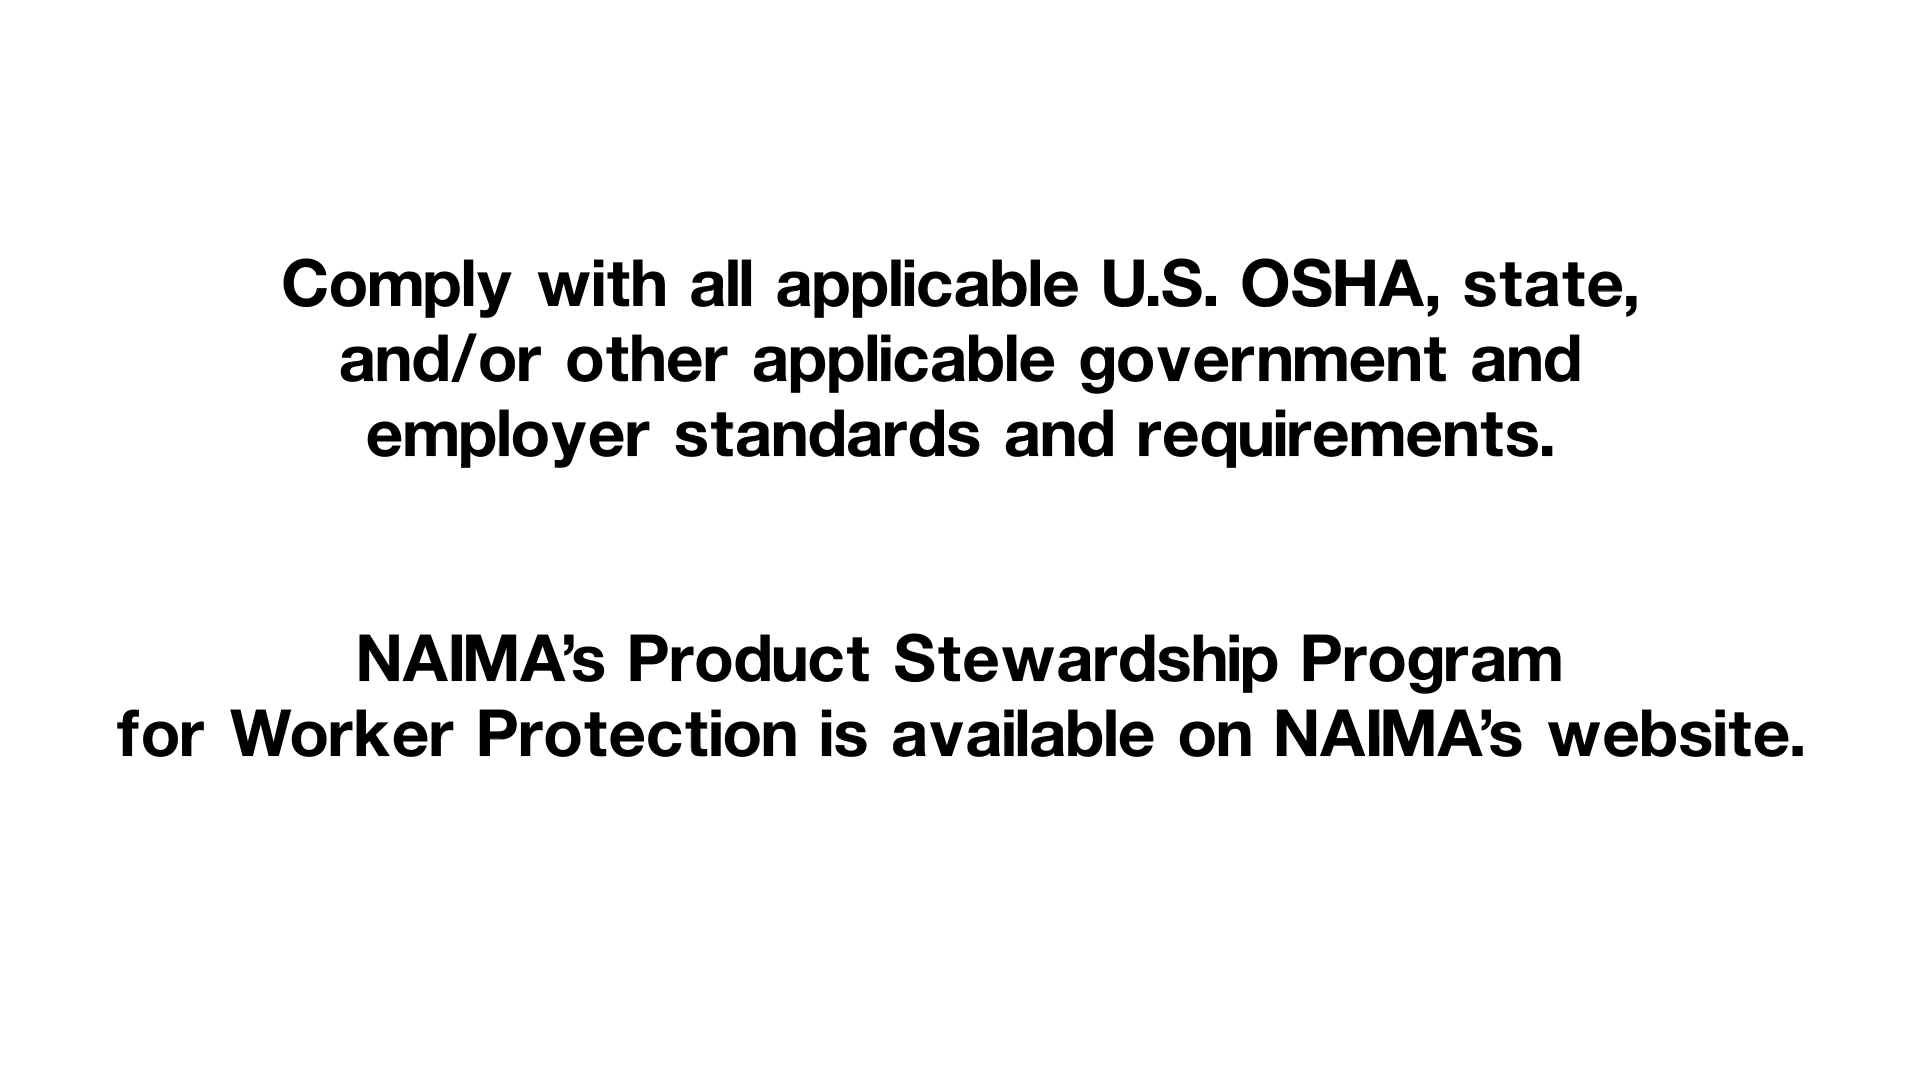 Comply with all applicable U.S. OSHA, state,
and/or other applicable government and
employer standards and requirements.
NAIMA’s Product Stewardship Program
for Worker Protection is available on NAIMA’s website.